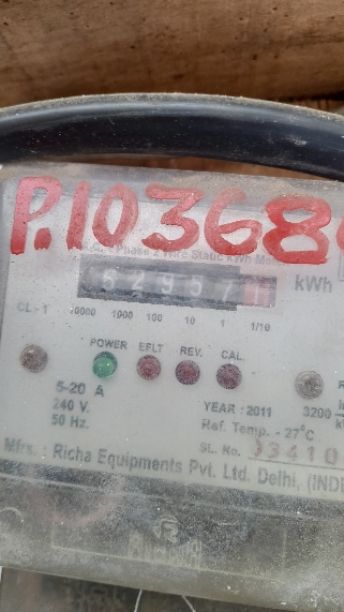 P.10368
Phase 2 Wire Static kWh
62957 kWh
CL - 1 10000 1000 100 10 1 1/10
POWER EFLT REV. CAL.
5-20 A
240 V. YEAR : 2011 3200
50 Hz. Ref. Temp. - 27°C
SL. No.
Mfrs. : Richa Equipments Pvt. Ltd. Delhi,